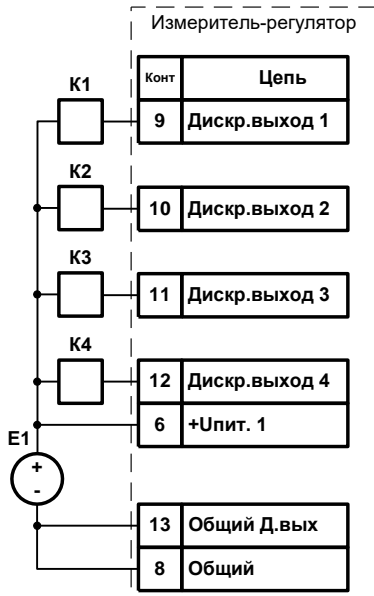 Измеритель-регулятор
Конт Цепь
К1
9 Дискр.выход 1
К2
10 Дискр.выход 2
К3
11 Дискр.выход 3
К4
12 Дискр.выход 4
6 +Uпит. 1
E1
+
-
13 Общий Д.вых
8 Общий